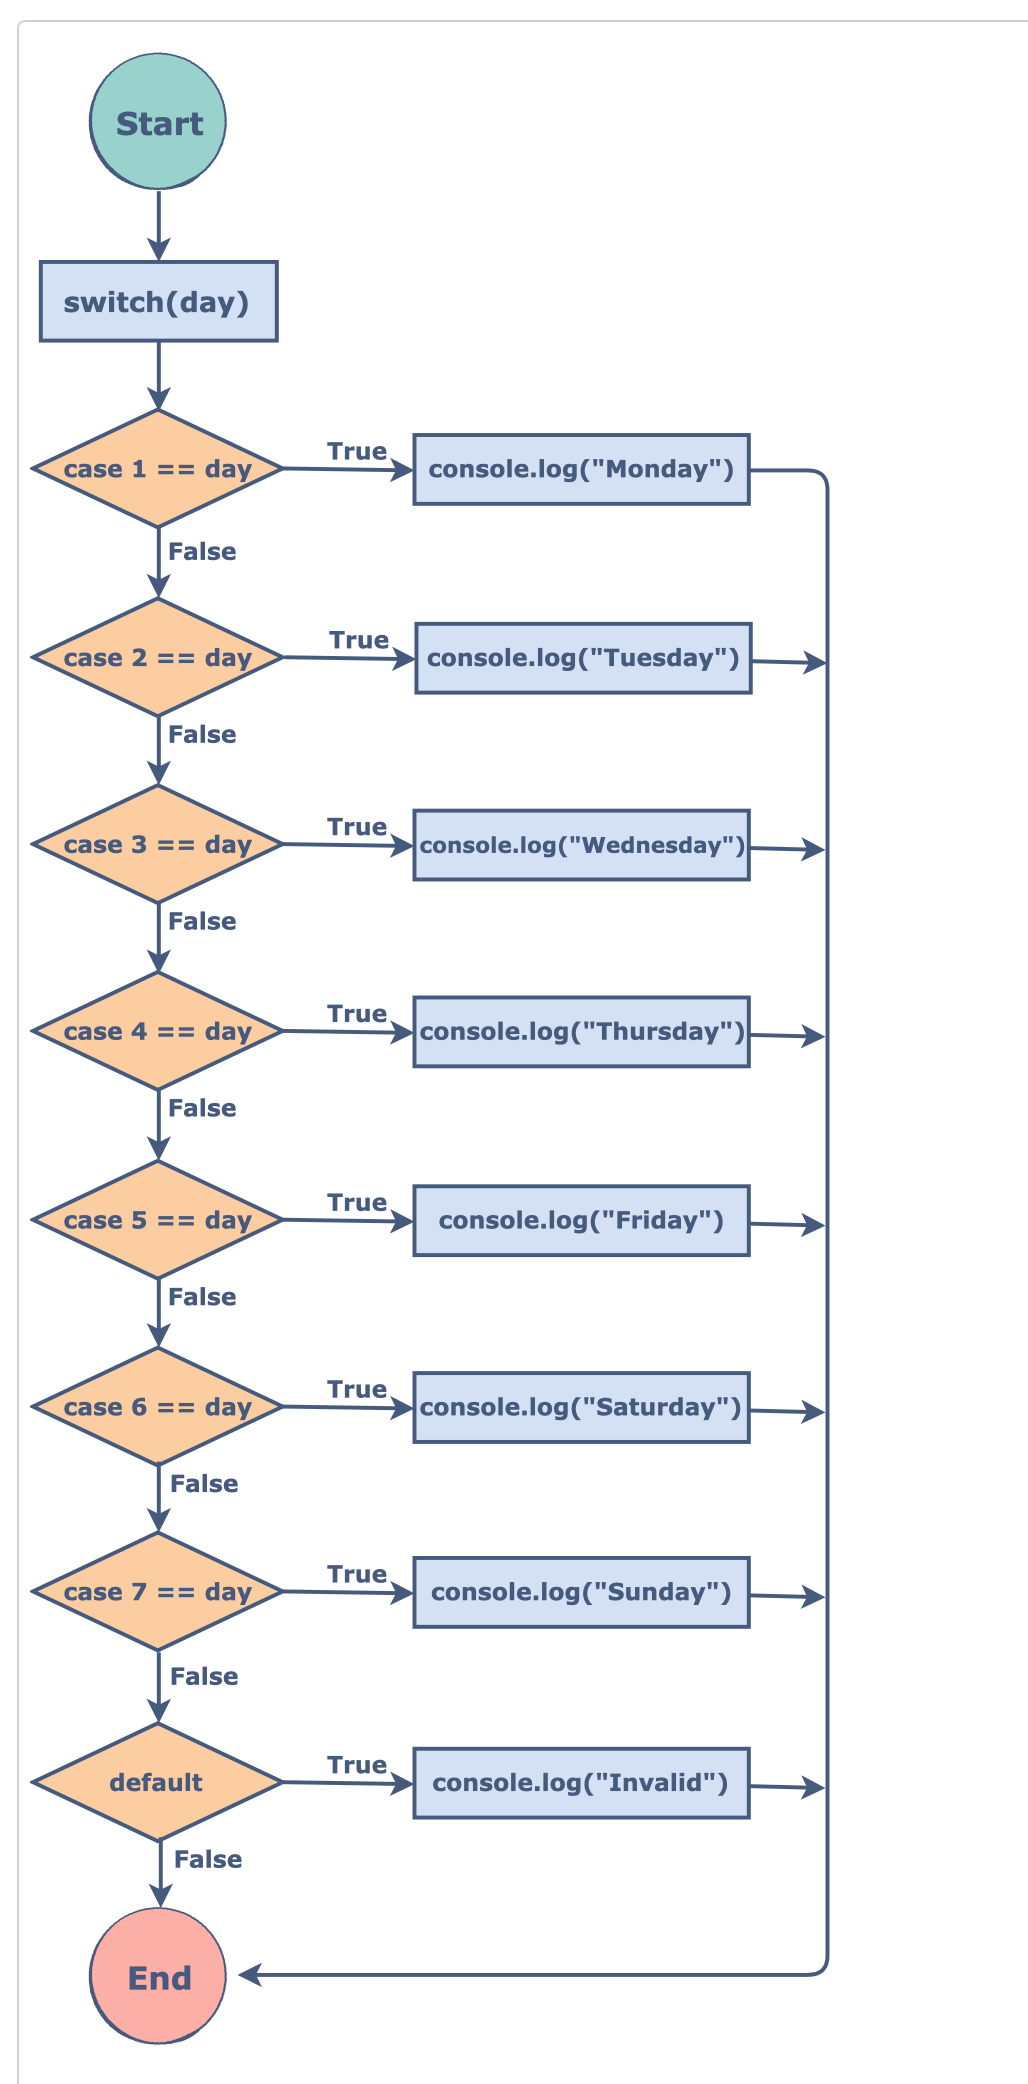 Start
switch(day)
case 1 == day
True
console.log("Monday")
False
case 2 == day
True
console.log("Tuesday")
False
case 3 == day
True
console.log("Wednesday")
False
case 4 == day
True
console.log("Thursday")
False
case 5 == day
True
console.log("Friday")
False
case 6 == day
True
console.log("Saturday")
False
case 7 == day
True
console.log("Sunday")
False
default
True
console.log("Invalid")
False
End